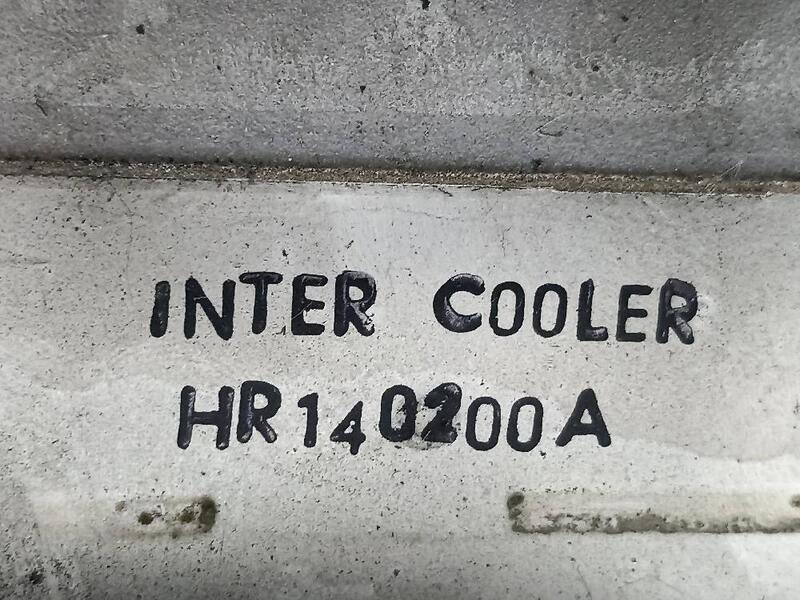 INTER COOLER
HR140200A